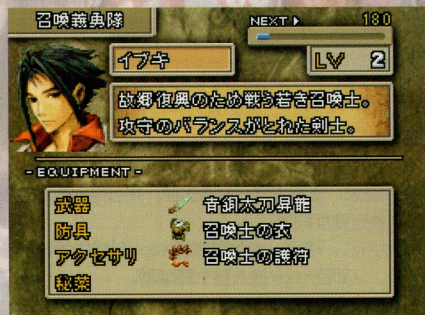 召喚義勇隊
NEXT 180
イブキ
LV 2
故郷復興のため戦う若き召喚士。
攻守のバランスがとれた剣士。
- EQUIPMENT -
武器 青銅太刀昇龍
防具 召喚士の衣
アクセサリ 召喚士の護符
秘薬